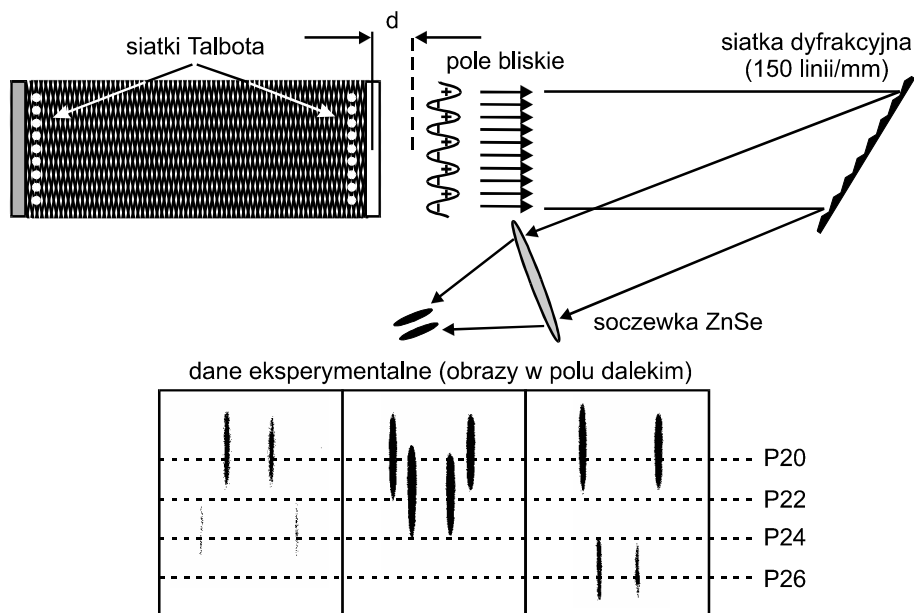 d
siatki Talbota
pole bliskie
siatka dyfrakcyjna
(150 linii/mm)
soczewka ZnSe
dane eksperymentalne (obrazy w polu dalekim)
P20
P22
P24
P26